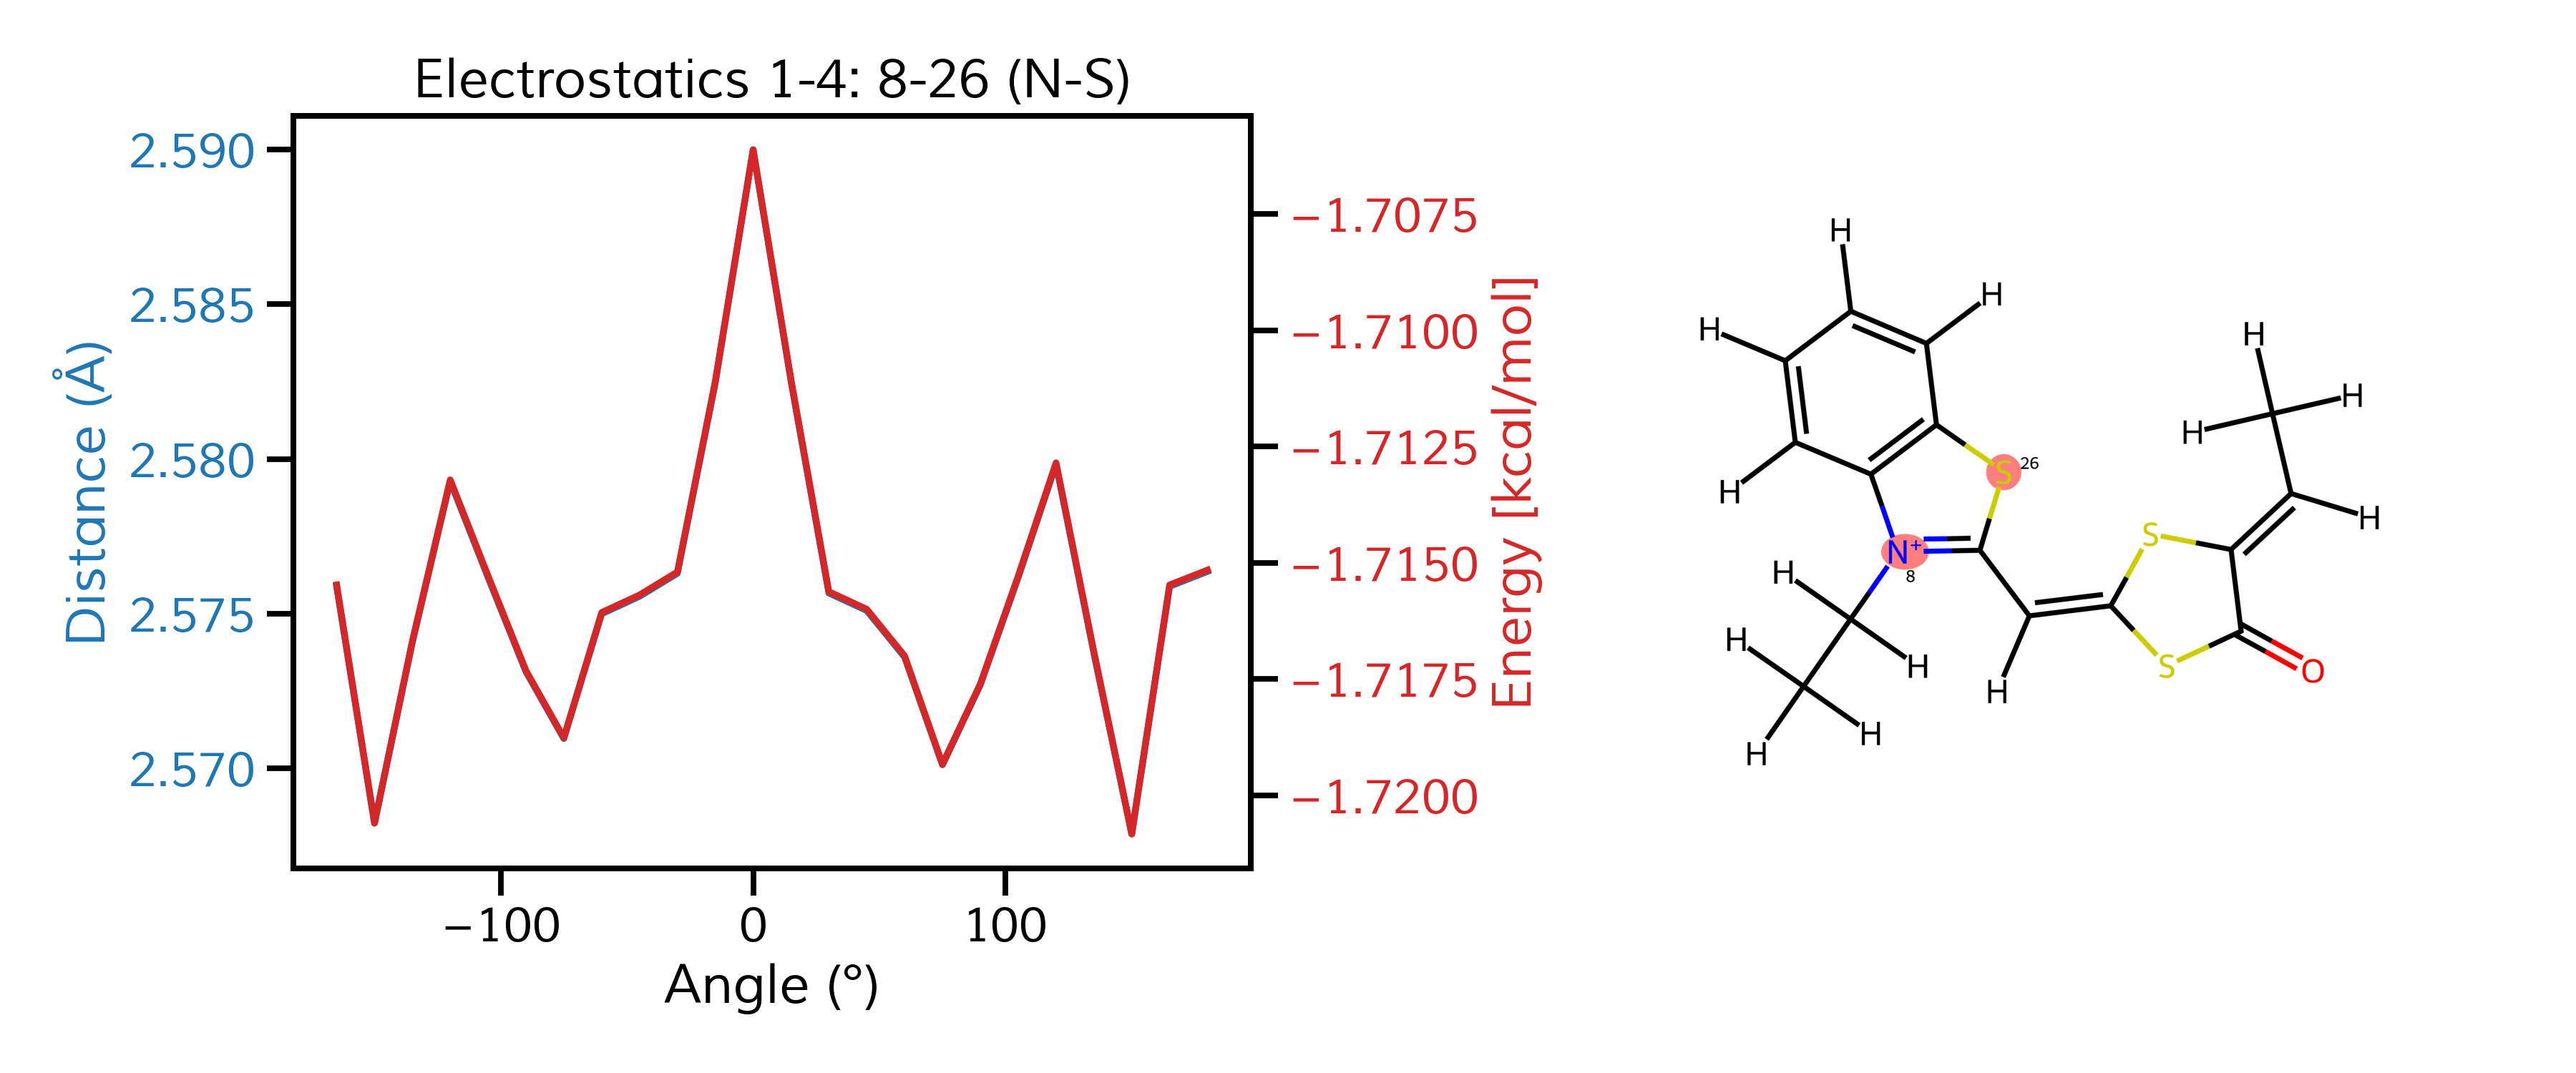 Electrostatics 1-4: 8-26 (N-S)
2.590
2.585
2.580
2.575
2.570
Distance (Å)
−1.7075
−1.7100
−1.7125
−1.7150
−1.7175
−1.7200
Energy [kcal/mol]
−100 0 100
Angle (°)
H
H
H
H
H
H
H
S 26
H
H
S
N+
8
H
H
H
S
O
H
H
H